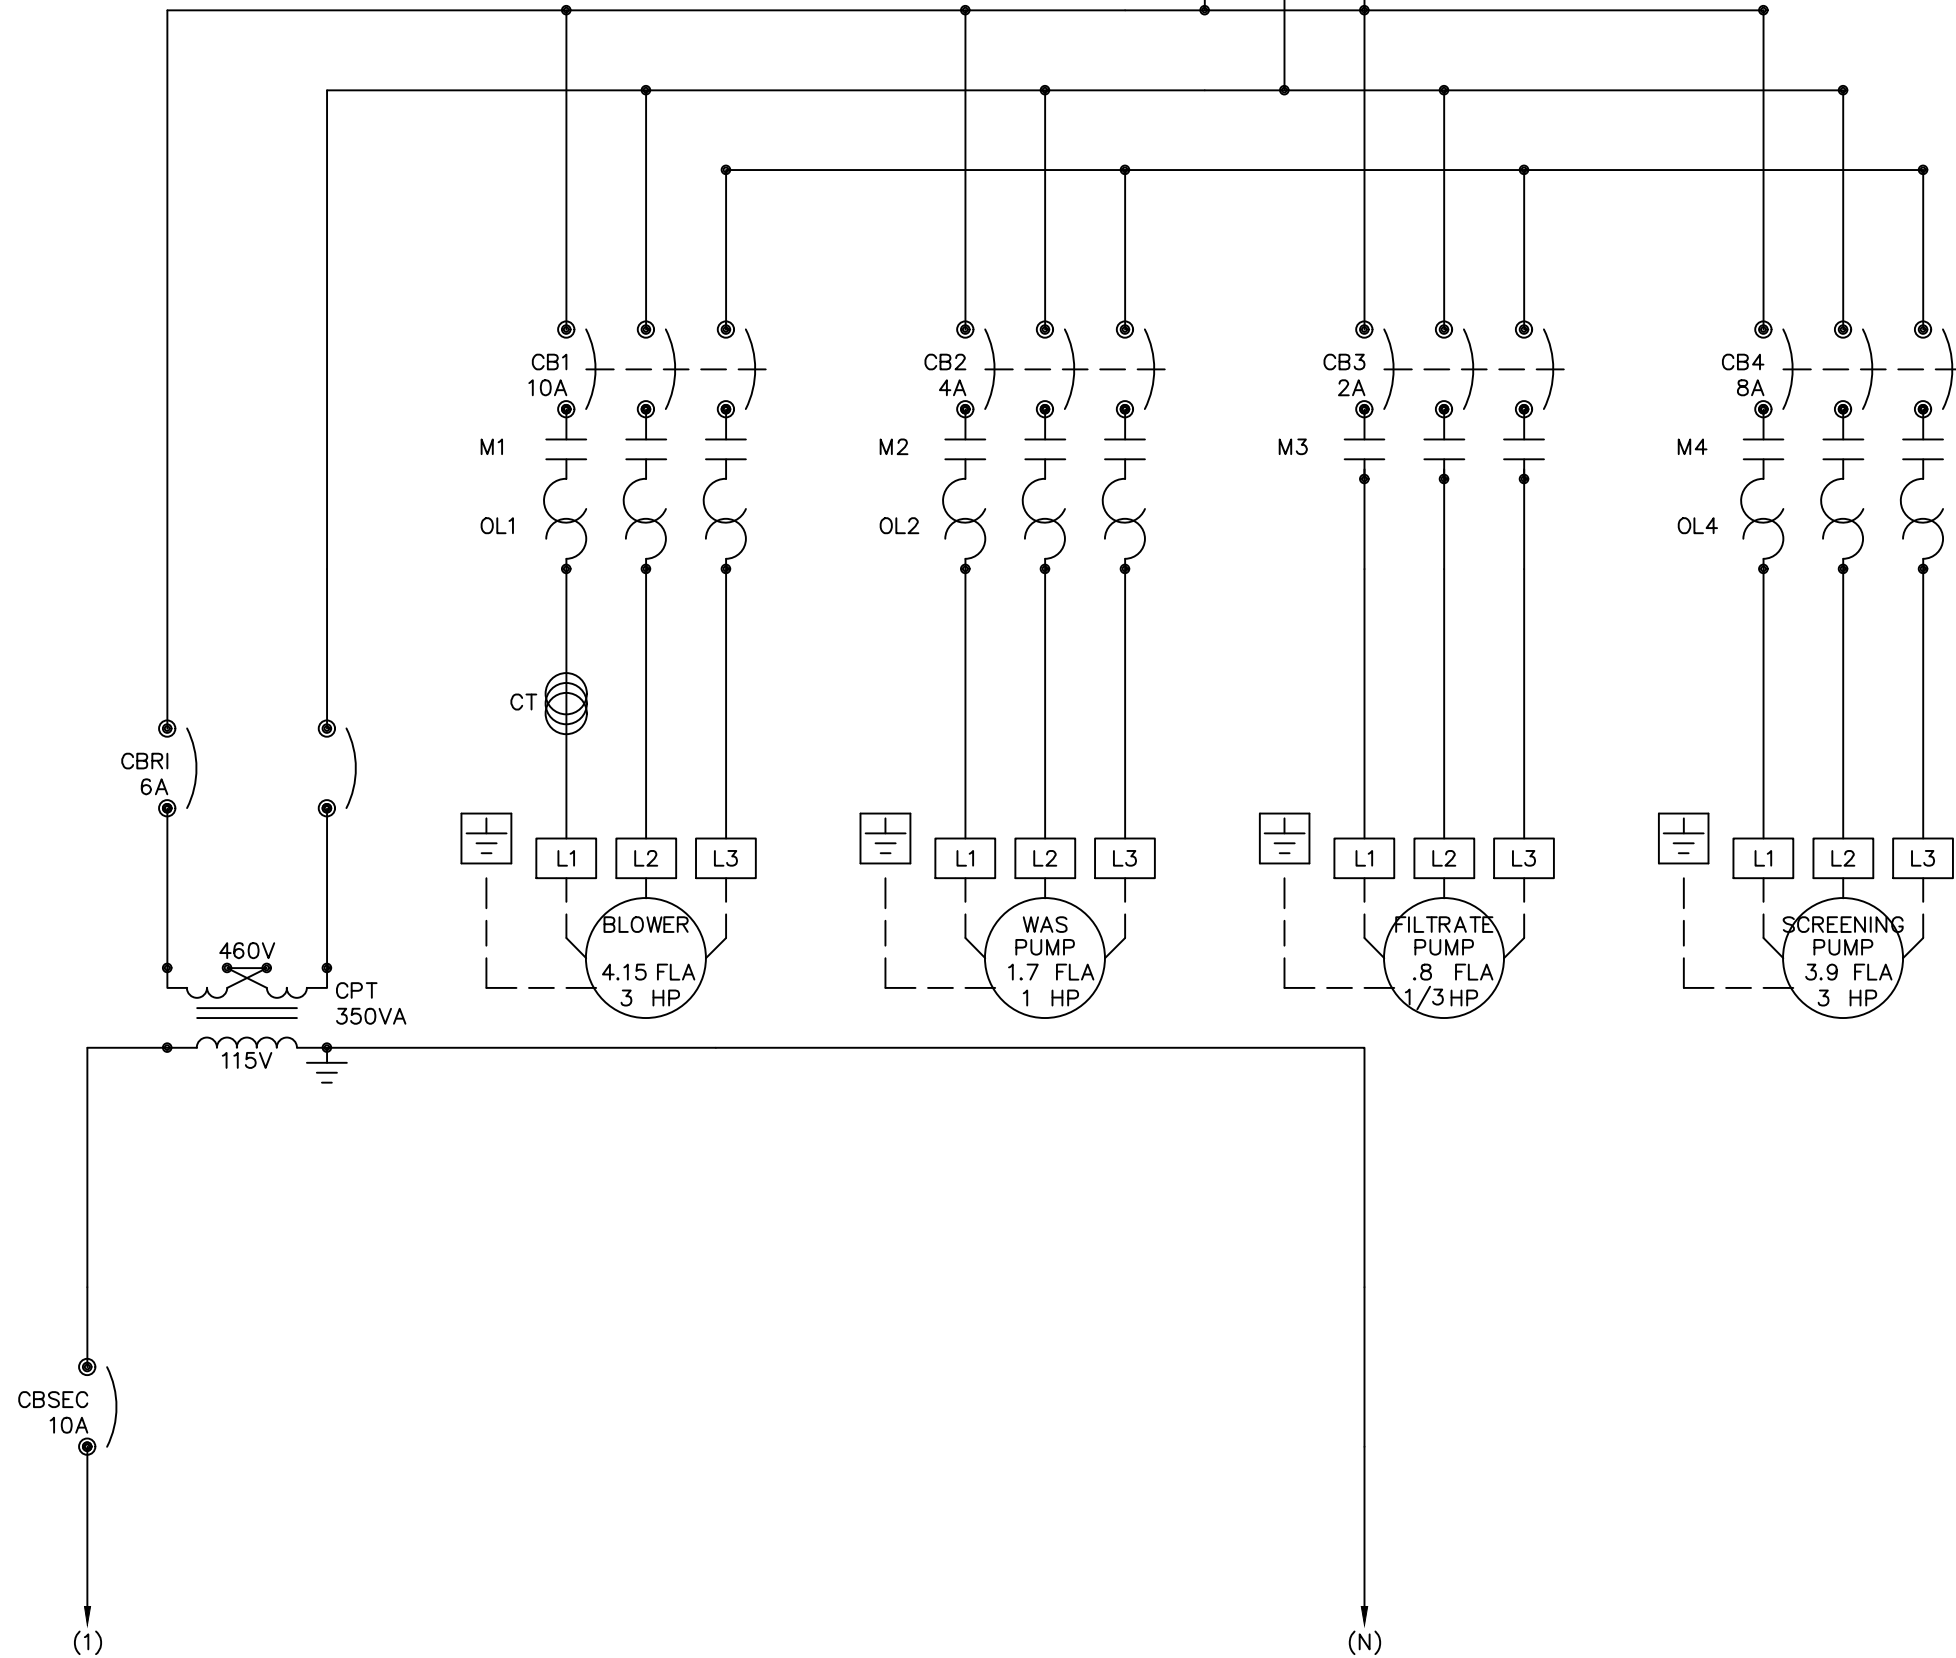 CB1
10A
CB2
4A
CB3
2A
CB4
8A
M1
M2
M3
M4
OL1
OL2
OL4
CT
CBRI
6A
L1 L2 L3
L1 L2 L3
L1 L2 L3
L1 L2 L3
BLOWER
4.15 FLA
3 HP
WAS
PUMP
1.7 FLA
1 HP
FILTRATE
PUMP
.8 FLA
1/3 HP
SCREENING
PUMP
3.9 FLA
3 HP
460V
CPT
350VA
115V
CBSEC
10A
(1)
(N)